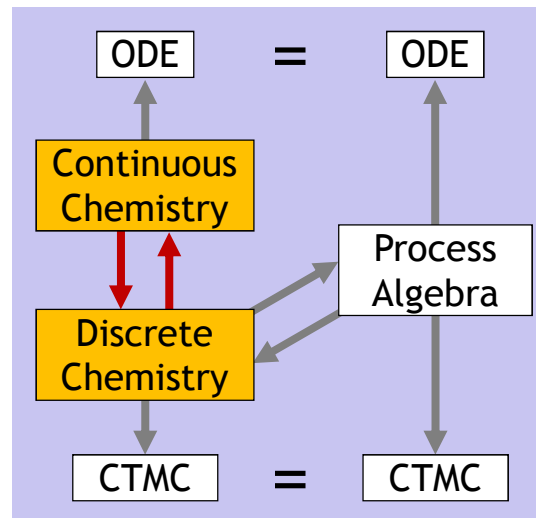 ODE = ODE
Continuous
Chemistry
Process
Algebra
Discrete
Chemistry
CTMC = CTMC